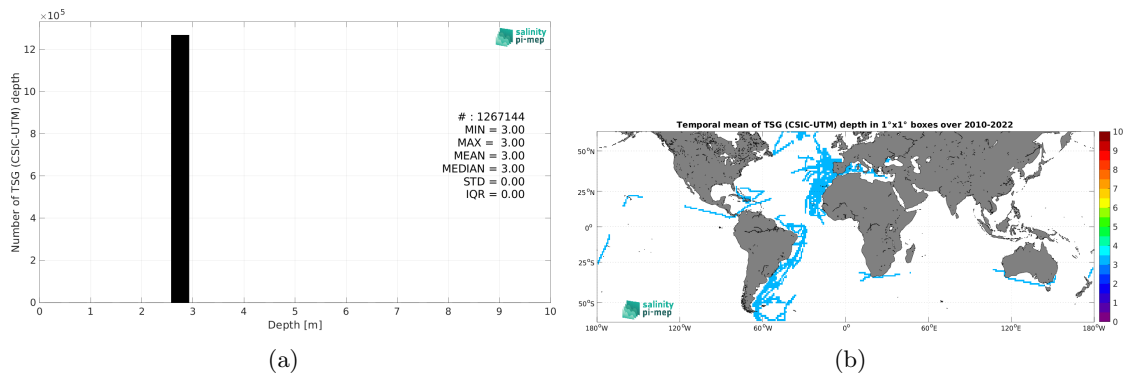 ×10⁵
12
10
8
6
4
2
0
Number of TSG (CSIC-UTM) depth
salinity
pi-mep
# : 1267144
MIN = 3.00
MAX = 3.00
MEAN = 3.00
MEDIAN = 3.00
STD = 0.00
IQR = 0.00
0 1 2 3 4 5 6 7 8 9 10
Depth [m]
(a)
Temporal mean of TSG (CSIC-UTM) depth in 1°x1° boxes over 2010-2022
50°N
25°N
0°
25°S
50°S
salinity
pi-mep
180°W 120°W 60°W 0° 60°E 120°E 180°W
10
9
8
7
6
5
4
3
2
1
0
(b)